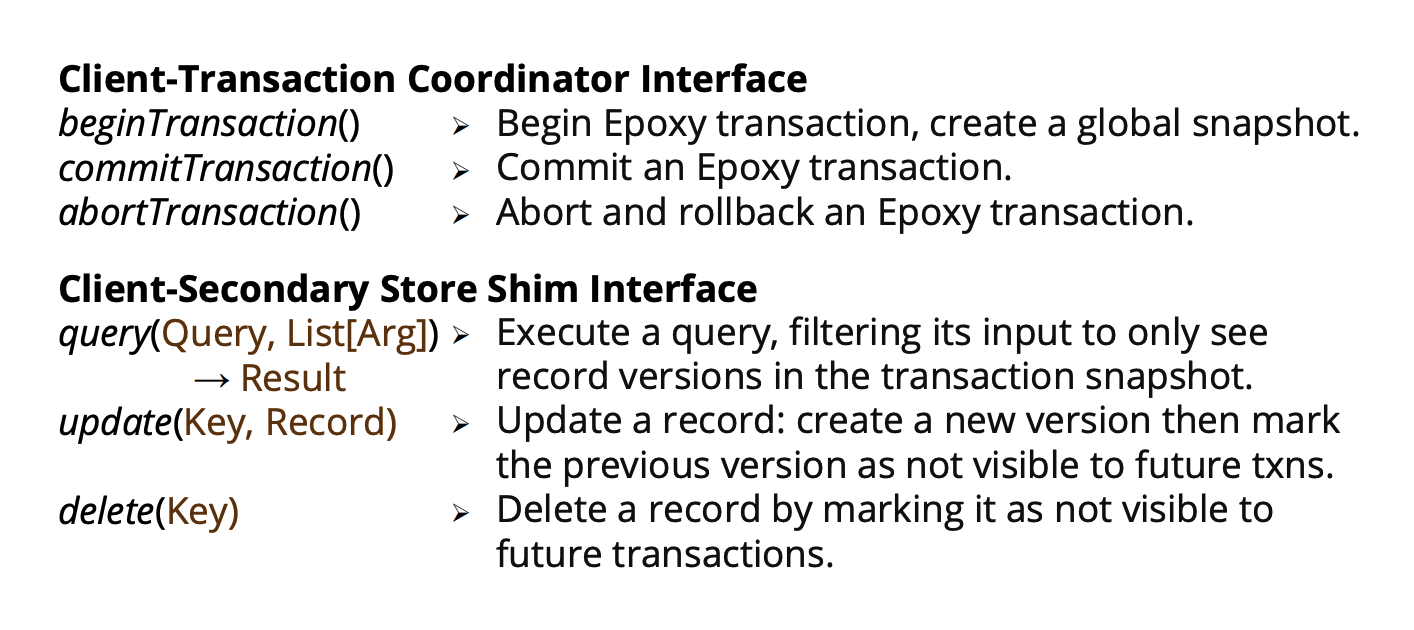 Client-Transaction Coordinator Interface
beginTransaction() ➢ Begin Epoxy transaction, create a global snapshot.
commitTransaction() ➢ Commit an Epoxy transaction.
abortTransaction() ➢ Abort and rollback an Epoxy transaction.
Client-Secondary Store Shim Interface
query(Query, List[Arg]) ➢ Execute a query, filtering its input to only see
→ Result record versions in the transaction snapshot.
update(Key, Record) ➢ Update a record: create a new version then mark
the previous version as not visible to future txns.
delete(Key) ➢ Delete a record by marking it as not visible to
future transactions.